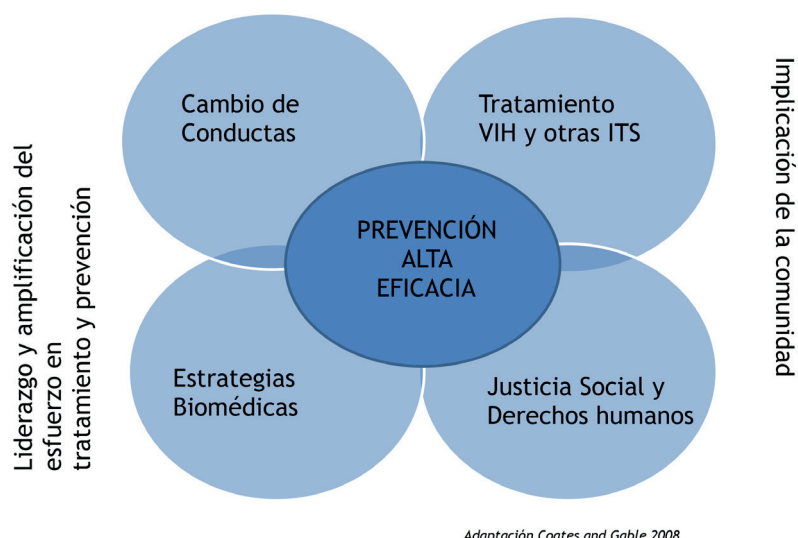 Cambio de
Conductas
Tratamiento
VIH y otras ITS
PREVENCIÓN
ALTA
EFICACIA
Estrategias
Biomédicas
Justicia Social y
Derechos humanos
Liderazgo y amplificación del
esfuerzo en
tratamiento y prevención
Implicación de la comunidad
Adaptación Coates and Gable 2008